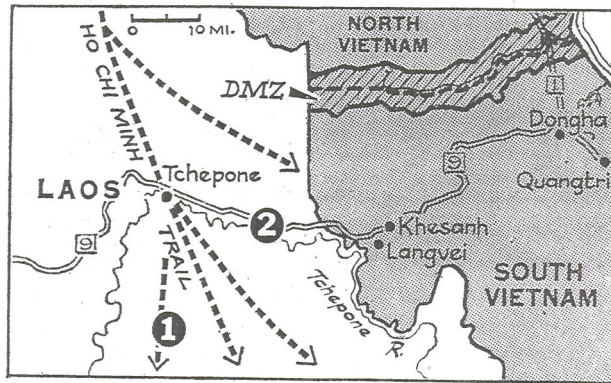 0 10 MI.
NORTH
VIETNAM
HO CHI MINH
TRAIL
DMZ
1
Dongha
9
Quangtri
Tchepone
LAOS
2
Khesanh
Langvei
9
Tchepone
R.
SOUTH
VIETNAM
1